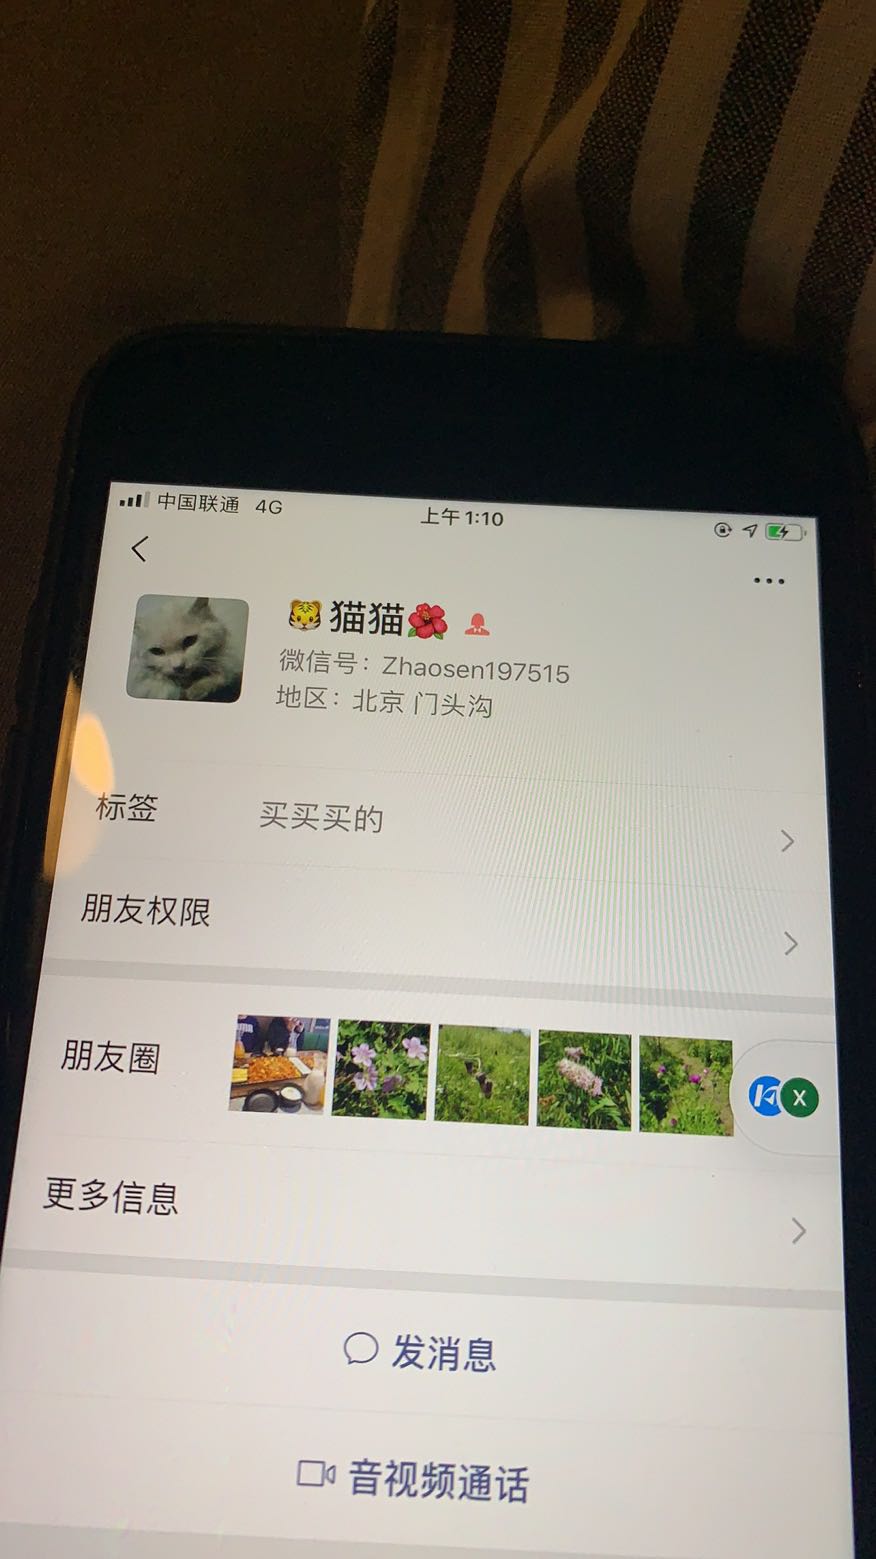 中国联通 4G 上午1:10
🐯猫猫🌺
微信号：Zhaosen197515
地区：北京 门头沟
标签 买买买的
朋友权限
朋友圈
X
更多信息
发消息
音视频通话